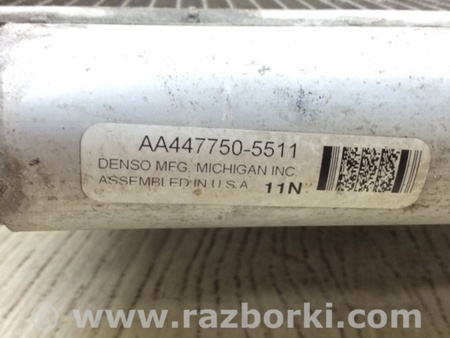 AA447750-5511
DENSO MFG. MICHIGAN INC.
ASSEMBLED IN U.S.A. 11N
www.razborki.com